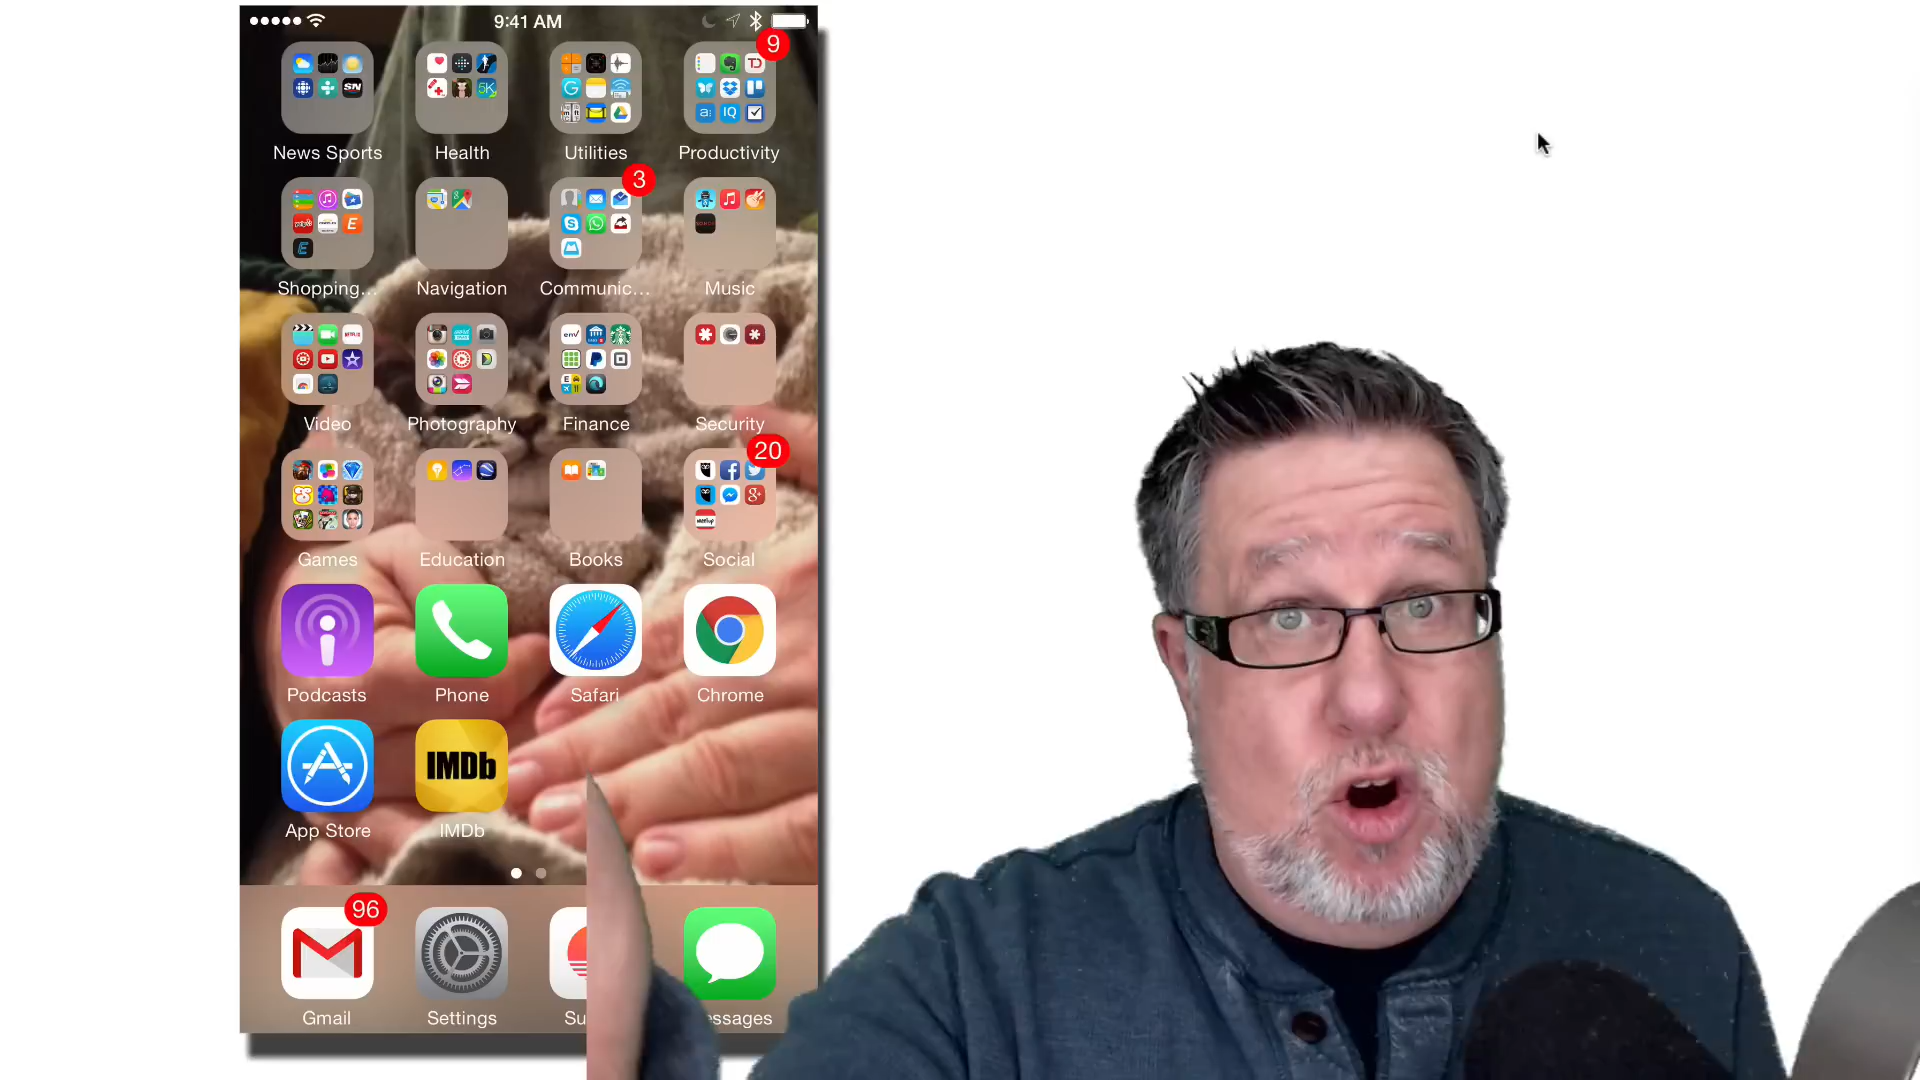 9:41 AM
9
News Sports
Health
Utilities
Productivity
3
Shopping...
Navigation
Communic...
Music
Video
Photography
Finance
Security
20
Games
Education
Books
Social
Podcasts
Phone
Safari
Chrome
IMDb
App Store
IMDb
96
Gmail
Settings
Su
essages